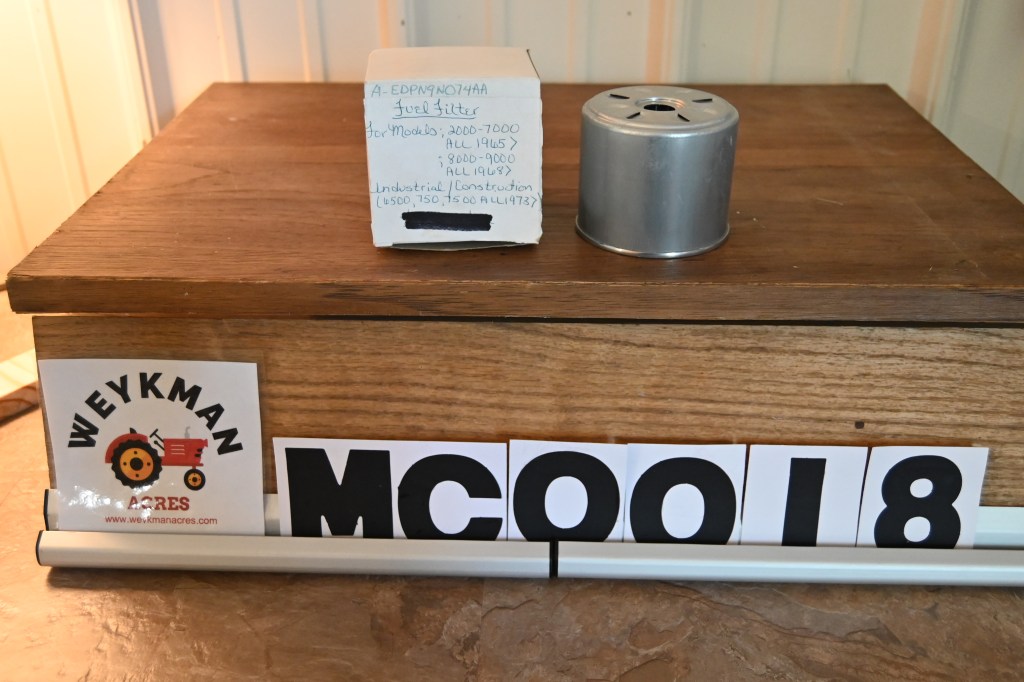 A-EDPN9N074AA
Fuel Filter
For Models; 2000-7000
ALL 1965>
; 8000-9000
ALL 1968>
Industrial/Construction
(4500, 750, 7500 ALL 1973>
WEYKMAN
ACRES
www.weykmanacres.com
MC0018